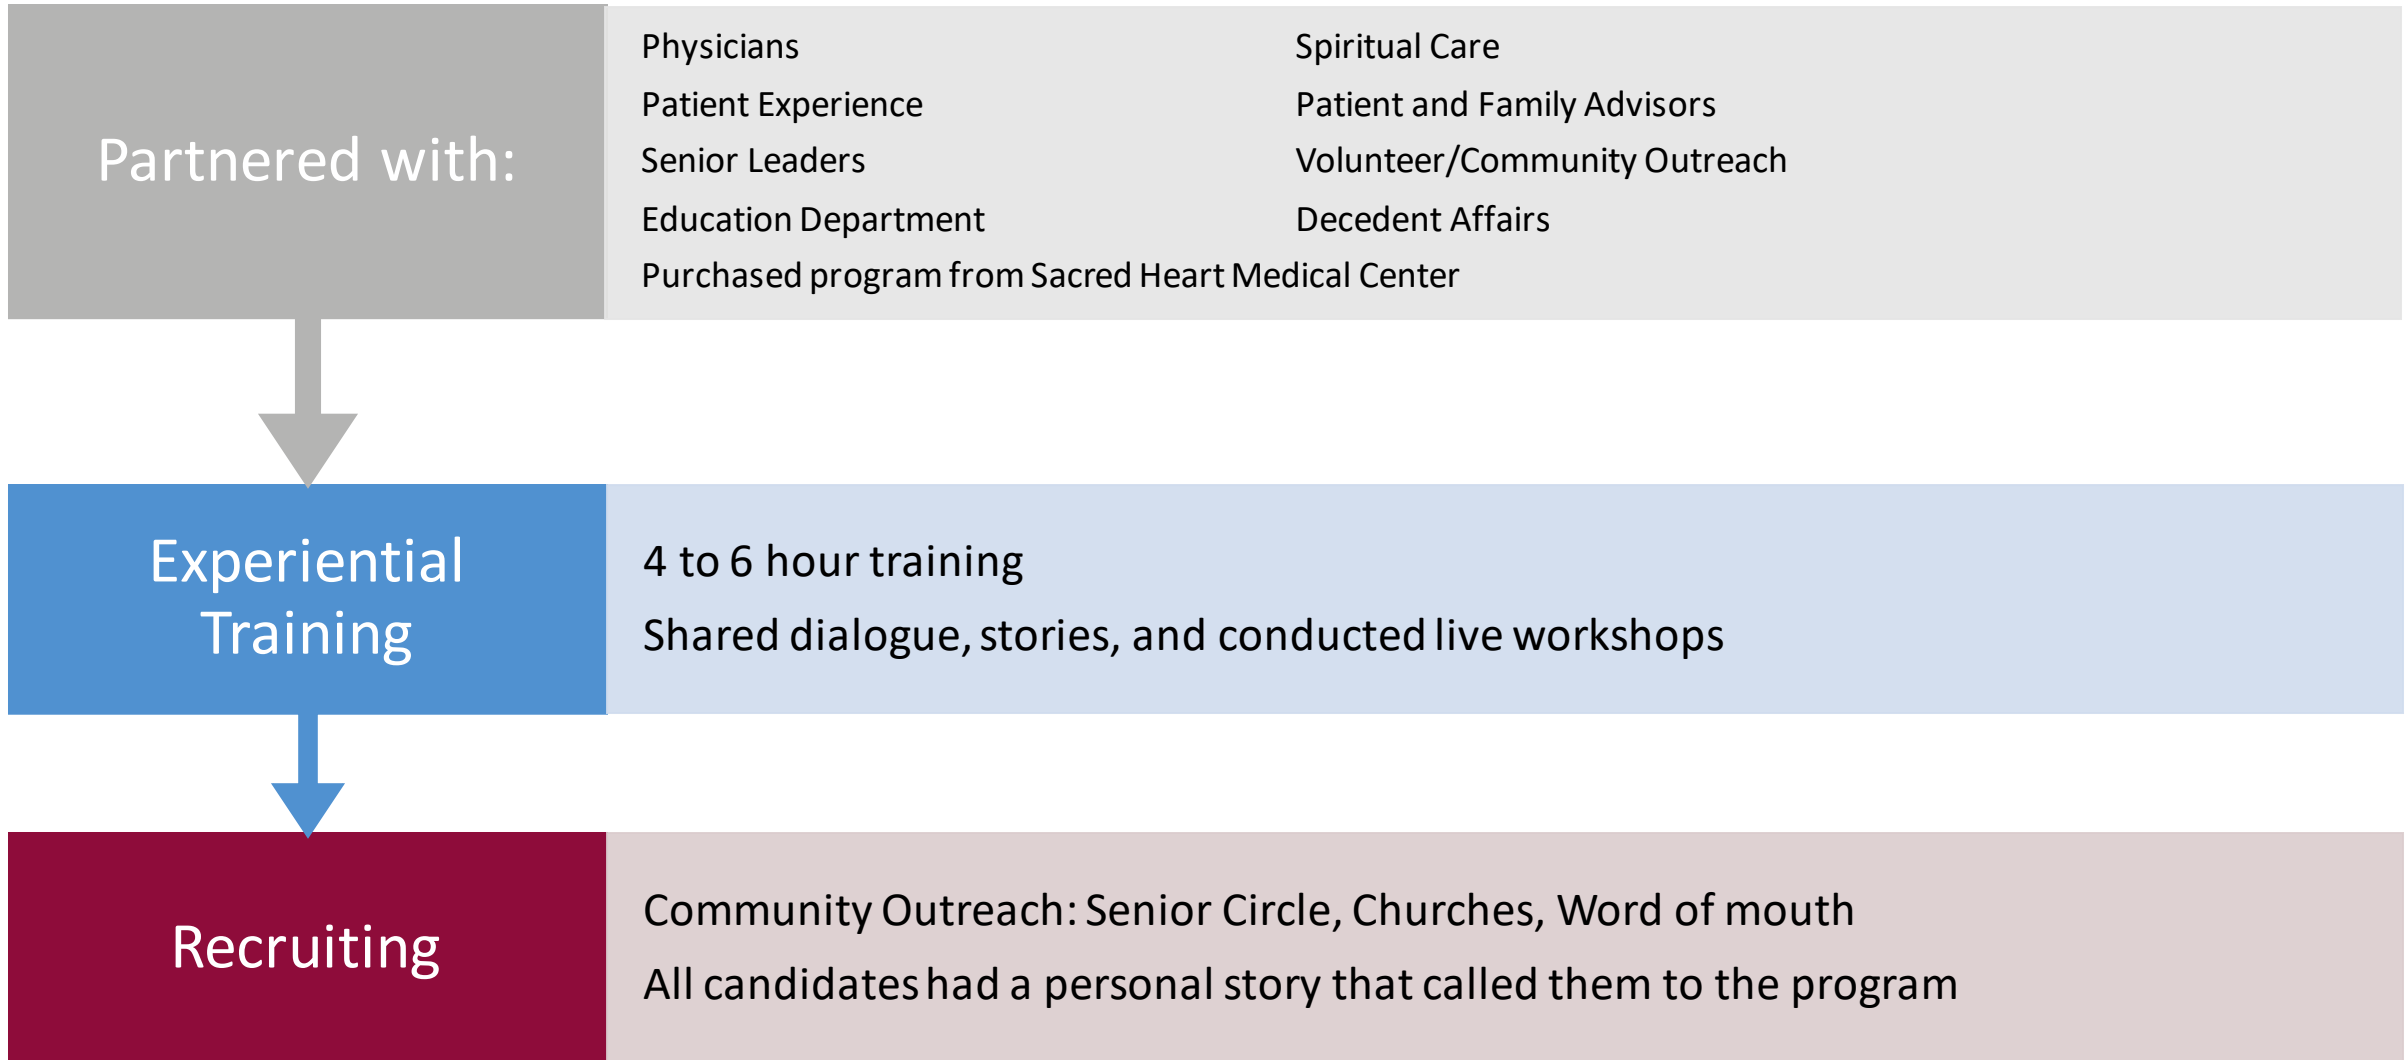 Partnered with:
Physicians
Spiritual Care
Patient Experience
Patient and Family Advisors
Senior Leaders
Volunteer/Community Outreach
Education Department
Decedent Affairs
Purchased program from Sacred Heart Medical Center
Experiential
Training
4 to 6 hour training
Shared dialogue, stories, and conducted live workshops
Recruiting
Community Outreach: Senior Circle, Churches, Word of mouth
All candidates had a personal story that called them to the program